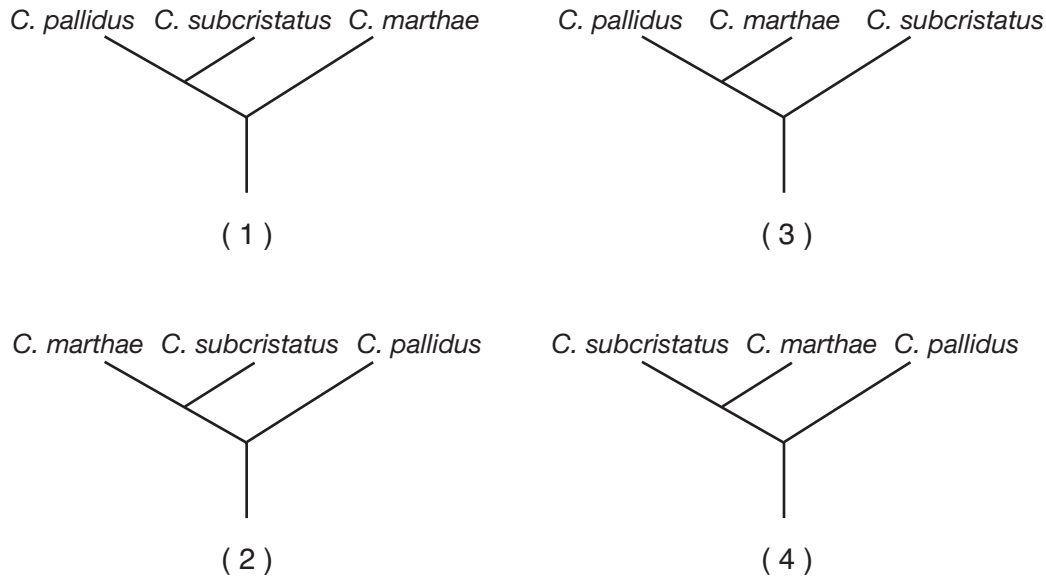 C. pallidus C. subcristatus C. marthae
( 1 )
C. pallidus C. marthae C. subcristatus
( 3 )
C. marthae C. subcristatus C. pallidus
( 2 )
C. subcristatus C. marthae C. pallidus
( 4 )